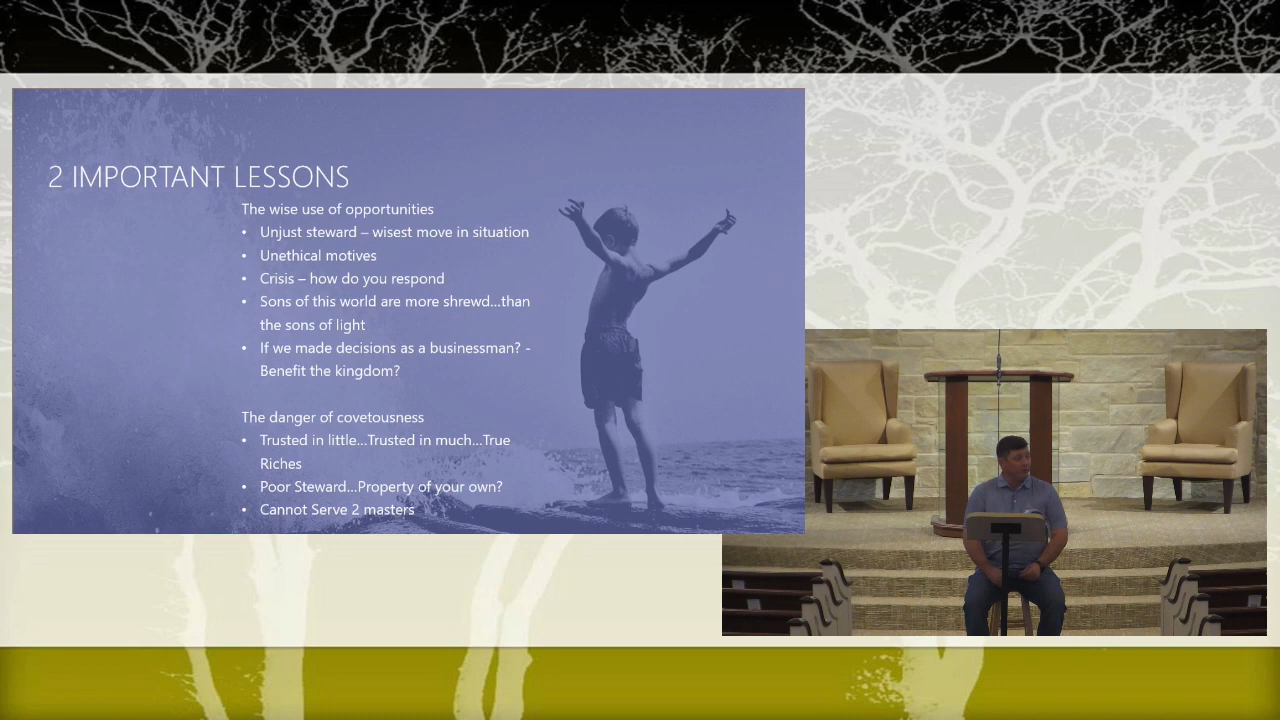 2 IMPORTANT LESSONS
The wise use of opportunities
• Unjust steward – wisest move in situation
• Unethical motives
• Crisis – how do you respond
• Sons of this world are more shrewd...than
the sons of light
• If we made decisions as a businessman? -
Benefit the kingdom?
The danger of covetousness
• Trusted in little...Trusted in much...True
Riches
• Poor Steward...Property of your own?
• Cannot Serve 2 masters